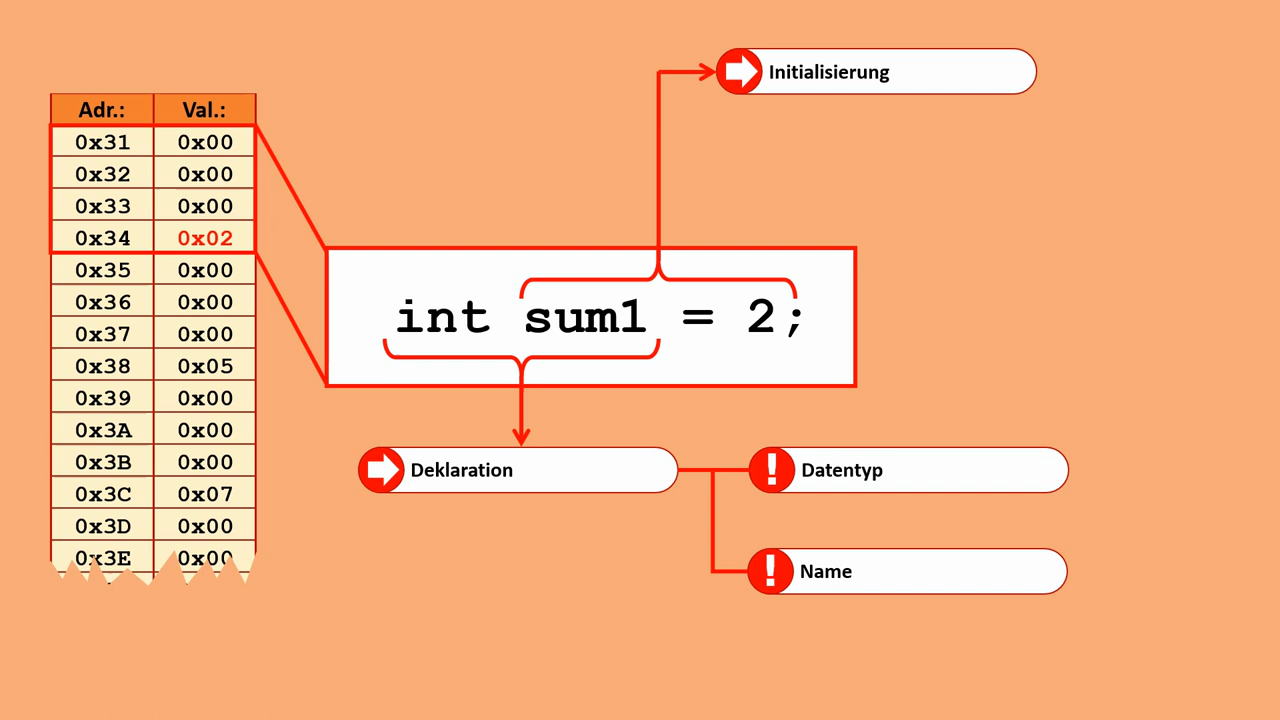 Initialisierung
Adr.: Val.:
0x31 0x00
0x32 0x00
0x33 0x00
0x34 0x02
0x35 0x00
0x36 0x00
0x37 0x00
0x38 0x05
0x39 0x00
0x3A 0x00
0x3B 0x00
0x3C 0x07
0x3D 0x00
0x3E 0x00
int sum1 = 2;
Deklaration
Datentyp
Name